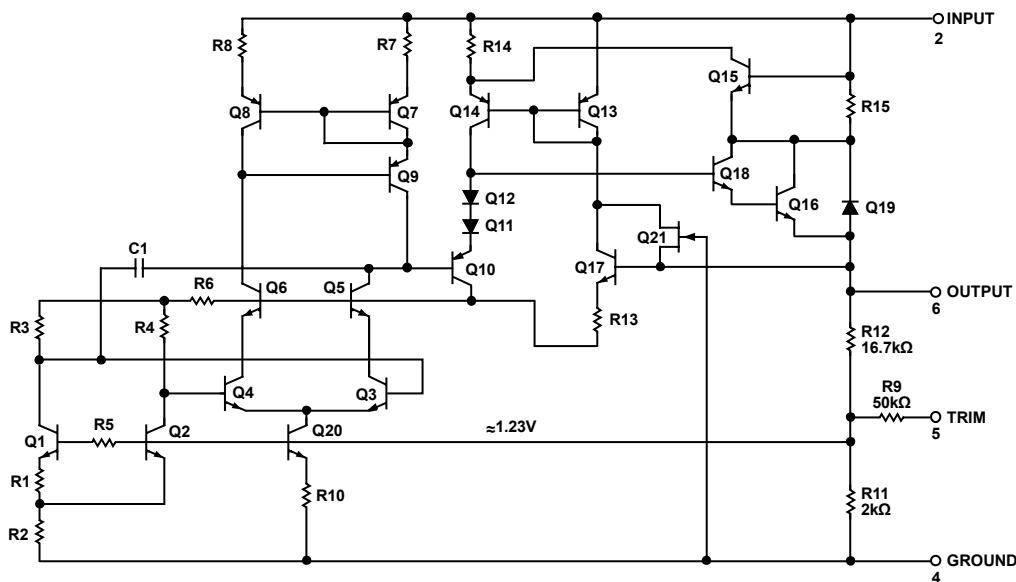 INPUT
2
R8
R7
R14
Q15
R15
Q8
Q7
Q14
Q13
Q9
Q18
Q16
Q19
Q12
Q11
Q21
C1
Q10
Q17
R6
Q6
Q5
OUTPUT
6
R3
R4
R13
R12
16.7kΩ
R9
50kΩ
Q4
Q3
TRIM
5
≈1.23V
Q1
R5
Q2
Q20
R1
R10
R11
2kΩ
R2
GROUND
4